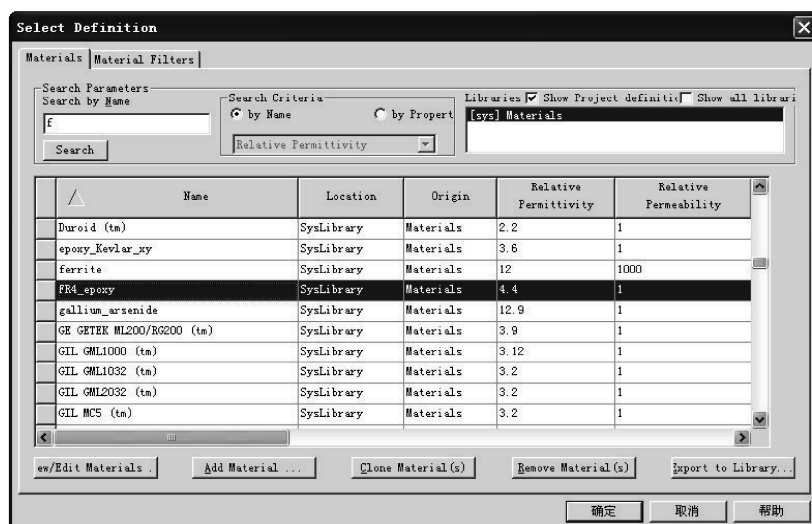 Select Definition
Materials Material Filters
Search Parameters
Search by Name
f
Search
Search Criteria
by Name by Propert
Relative Permittivity
Libraries Show Project definitio Show all librari
[sys] Materials
Name Location Origin Relative Permittivity Relative Permeability
Duroid (tm) SysLibrary Materials 2.2 1
epoxy_Kevlar_xy SysLibrary Materials 3.6 1
ferrite SysLibrary Materials 12 1000
FR4_epoxy SysLibrary Materials 4.4 1
gallium_arsenide SysLibrary Materials 12.9 1
GE GETEK ML200/RG200 (tm) SysLibrary Materials 3.9 1
GIL GML1000 (tm) SysLibrary Materials 3.12 1
GIL GML1032 (tm) SysLibrary Materials 3.2 1
GIL GML2032 (tm) SysLibrary Materials 3.2 1
GIL MC5 (tm) SysLibrary Materials 3.2 1
ew/Edit Materials . Add Material ... Clone Material(s) Remove Material(s) Export to Library...
确定 取消 帮助